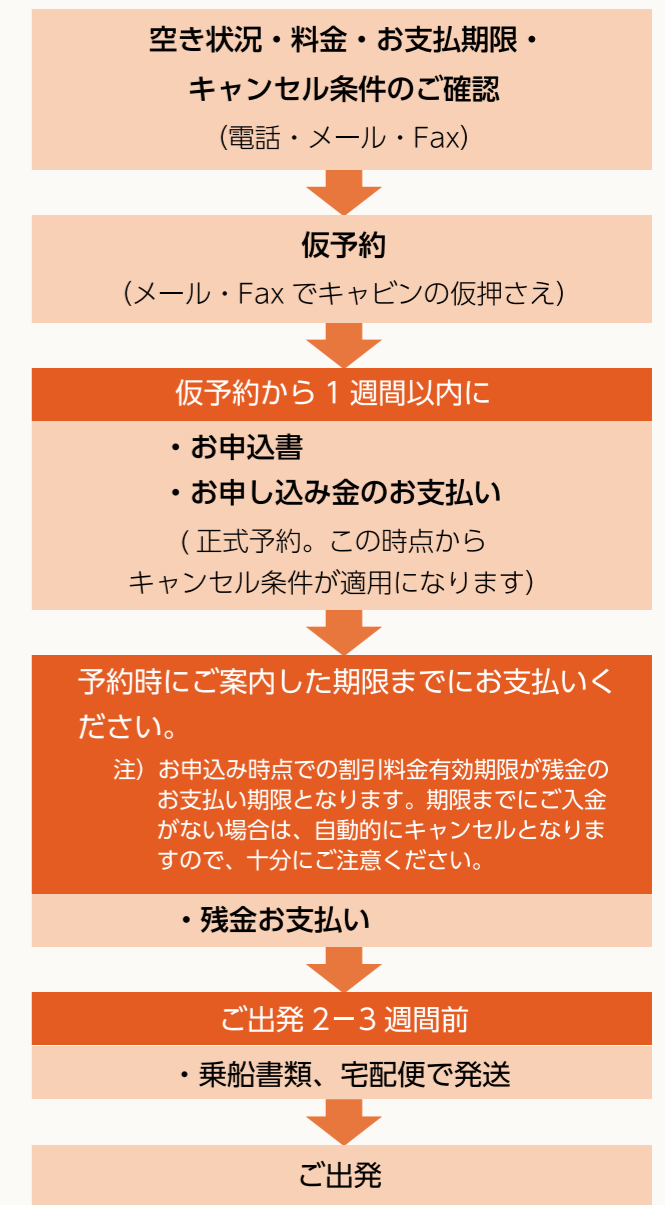 空き状況・料金・お支払期限・
キャンセル条件のご確認
（電話・メール・Fax）
仮予約
（メール・Fax でキャビンの仮押さえ）
仮予約から 1 週間以内に
・お申込書
・お申し込み金のお支払い
( 正式予約。この時点から
キャンセル条件が適用になります）
予約時にご案内した期限までにお支払いく
ださい。
注）お申込み時点での割引料金有効期限が残金の
お支払い期限となります。期限までにご入金
がない場合は、自動的にキャンセルとなりま
すので、十分にご注意ください。
・残金お支払い
ご出発 2－3 週間前
・乗船書類、宅配便で発送
ご出発